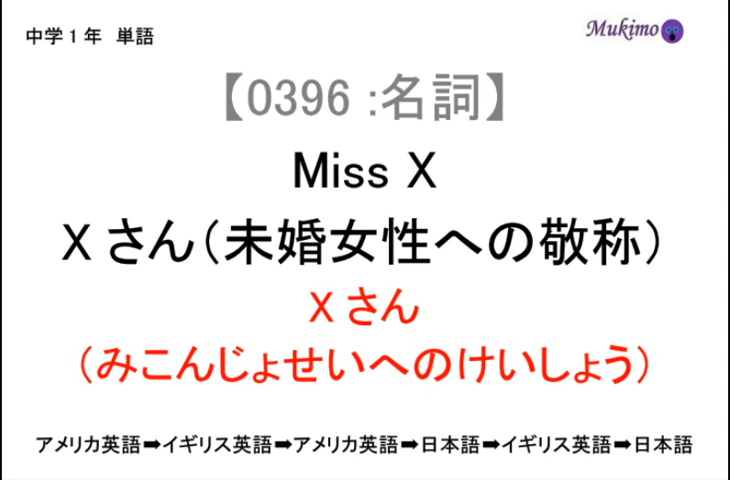 中学１年　単語
Mukimo
【0396 :名詞】
Miss X
X さん（未婚女性への敬称）
X さん
（みこんじょせいへのけいしょう）
アメリカ英語➡イギリス英語➡アメリカ英語➡日本語➡イギリス英語➡日本語